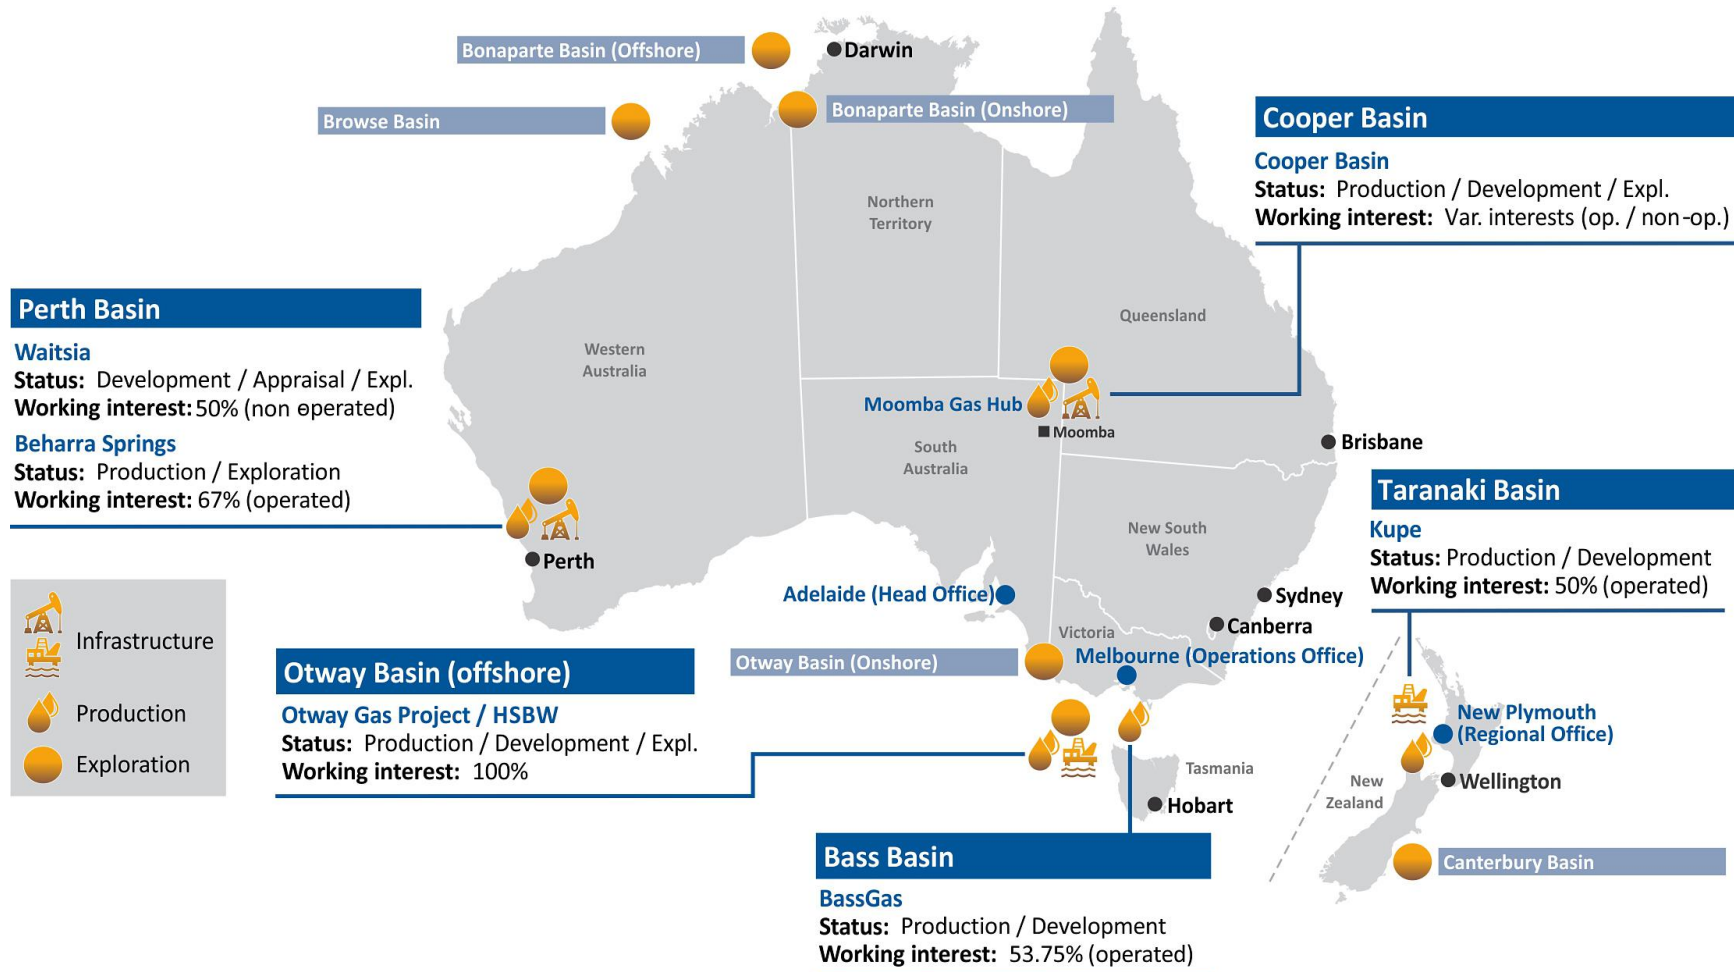 Bonaparte Basin (Offshore)
Darwin
Browse Basin
Bonaparte Basin (Onshore)
Cooper Basin
Cooper Basin
Status: Production / Development / Expl.
Working interest: Var. interests (op. / non-op.)
Northern
Territory
Queensland
Western
Australia
Perth Basin
Waitsia
Status: Development / Appraisal / Expl.
Working interest: 50% (non operated)
Beharra Springs
Status: Production / Exploration
Working interest: 67% (operated)
Moomba Gas Hub
Moomba
South
Australia
Brisbane
Perth
New South
Wales
Taranaki Basin
Kupe
Status: Production / Development
Working interest: 50% (operated)
Adelaide (Head Office)
Sydney
Canberra
Victoria
Melbourne (Operations Office)
Otway Basin (Onshore)
Infrastructure
Production
Exploration
Otway Basin (offshore)
Otway Gas Project / HSBW
Status: Production / Development / Expl.
Working interest: 100%
Tasmania
Hobart
New Plymouth
(Regional Office)
Wellington
New
Zealand
Canterbury Basin
Bass Basin
BassGas
Status: Production / Development
Working interest: 53.75% (operated)